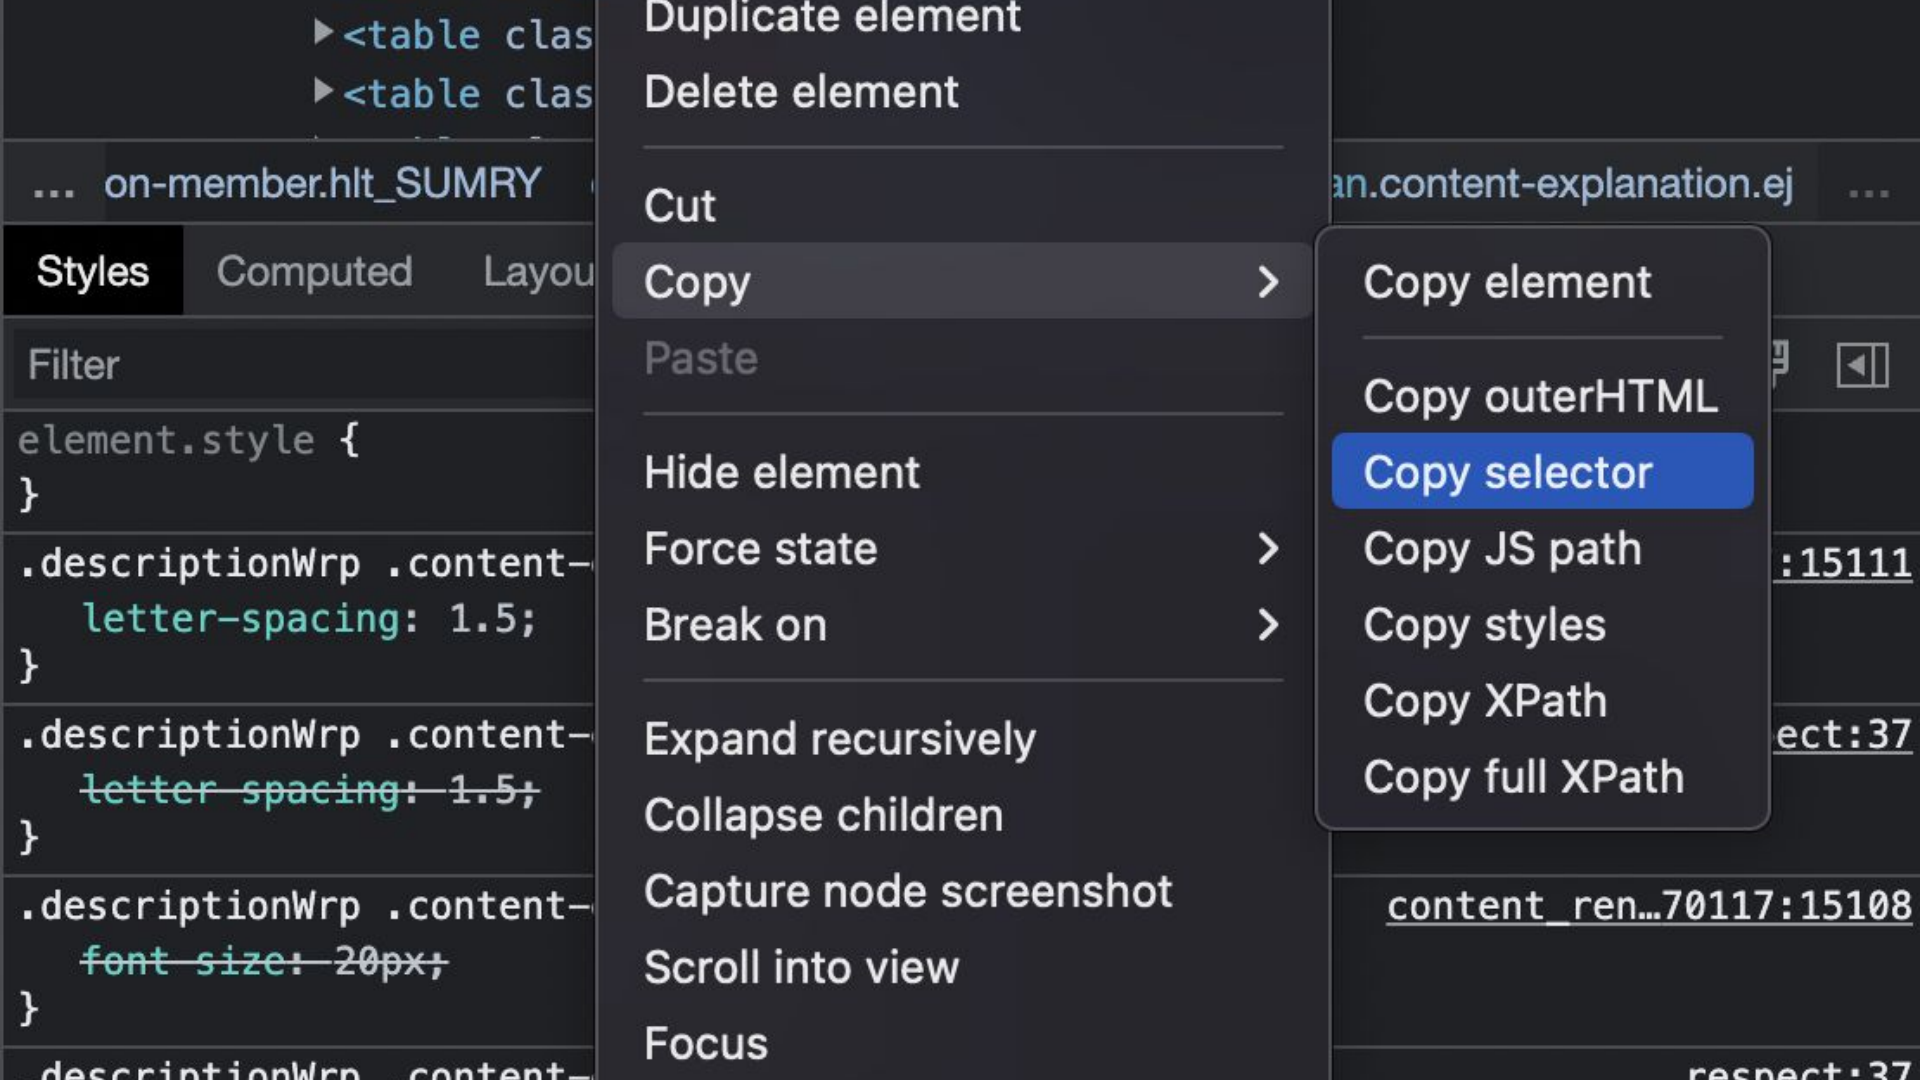 <table clas
<table clas
... on-member.hlt_SUMRY
an.content-explanation.ej ...
Styles Computed Layou
Filter
element.style {
}
.descriptionWrp .content-
:15111
letter-spacing: 1.5;
}
.descriptionWrp .content-
ect:37
letter-spacing: 1.5;
}
.descriptionWrp .content-
content_ren…70117:15108
font-size: 20px;
}
.descriptionWrp .content-
respect:37
Duplicate element
Delete element
Cut
Copy
Paste
Hide element
Force state
Break on
Expand recursively
Collapse children
Capture node screenshot
Scroll into view
Focus
Copy element
Copy outerHTML
Copy selector
Copy JS path
Copy styles
Copy XPath
Copy full XPath